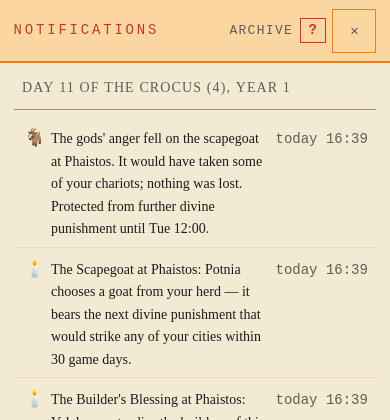 NOTIFICATIONS ARCHIVE ? ×
DAY 11 OF THE CROCUS (4), YEAR 1
The gods' anger fell on the scapegoat today 16:39
at Phaistos. It would have taken some
of your chariots; nothing was lost.
Protected from further divine
punishment until Tue 12:00.
The Scapegoat at Phaistos: Potnia today 16:39
chooses a goat from your herd — it
bears the next divine punishment that
would strike any of your cities within
30 game days.
The Builder's Blessing at Phaistos: today 16:39